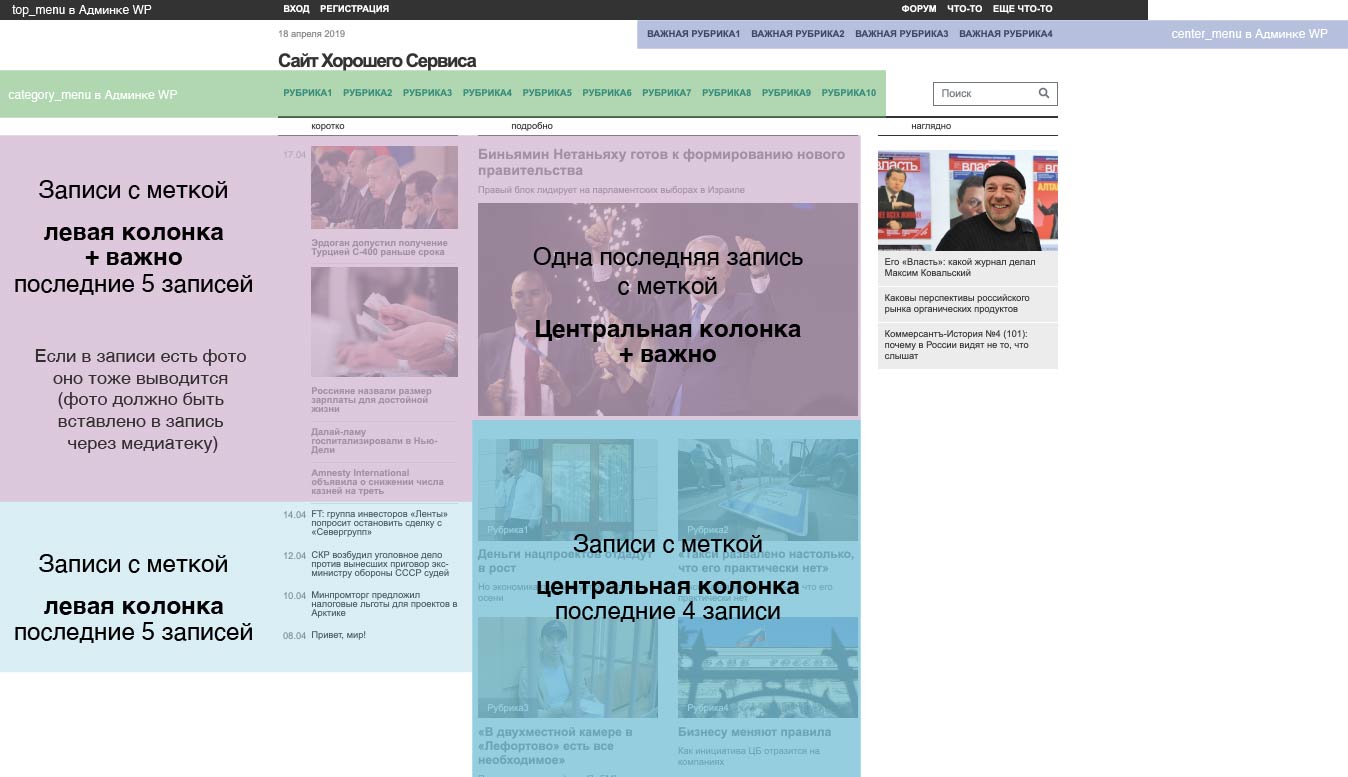 top_menu в Админке WP
ВХОД РЕГИСТРАЦИЯ
ФОРУМ ЧТО-ТО ЕЩЕ ЧТО-ТО
18 апреля 2019
ВАЖНАЯ РУБРИКА1 ВАЖНАЯ РУБРИКА2 ВАЖНАЯ РУБРИКА3 ВАЖНАЯ РУБРИКА4
center_menu в Админке WP
Сайт Хорошего Сервиса
category_menu в Админке WP
РУБРИКА1 РУБРИКА2 РУБРИКА3 РУБРИКА4 РУБРИКА5 РУБРИКА6 РУБРИКА7 РУБРИКА8 РУБРИКА9 РУБРИКА10
Поиск
коротко
подробно
наглядно
Записи с меткой
левая колонка
+ важно
последние 5 записей
Если в записи есть фото
оно тоже выводится
(фото должно быть
вставлено в запись
через медиатеку)
17.04
Эрдоган допустил получение
Турцией С-400 раньше срока
Россияне назвали размер
зарплаты для достойной
жизни
Далай-ламу
госпитализировали в Нью-
Дели
Amnesty International
объявила о снижении числа
казней на треть
Записи с меткой
левая колонка
последние 5 записей
14.04 FT: группа инвесторов «Ленты»
попросит остановить сделку с
«Севергрупп»
12.04 СКР возбудил уголовное дело
против вынесших приговор экс-
министру обороны СССР судей
10.04 Минпромторг предложил
налоговые льготы для проектов в
Арктике
08.04 Привет, мир!
Биньямин Нетаньяху готов к формированию нового
правительства
Правый блок лидирует на парламентских выборах в Израиле
Одна последняя запись
с меткой
Центральная колонка
+ важно
Рубрика1
Деньги нацпроектов отдадут
в рост
Но экономика
осени
Рубрика2
«Такси развалено настолько,
что его практически нет»
что его
практически нет
Записи с меткой
центральная колонка
последние 4 записи
Рубрика3
«В двухместной камере в
«Лефортово» есть все
необходимое»
Рубрика4
Бизнесу меняют правила
Как инициатива ЦБ отразится на
компаниях
власть
власть
АЛТА
Его «Власть»: какой журнал делал
Максим Ковальский
Каковы перспективы российского
рынка органических продуктов
Коммерсантъ-История №4 (101):
почему в России видят не то, что
слышат